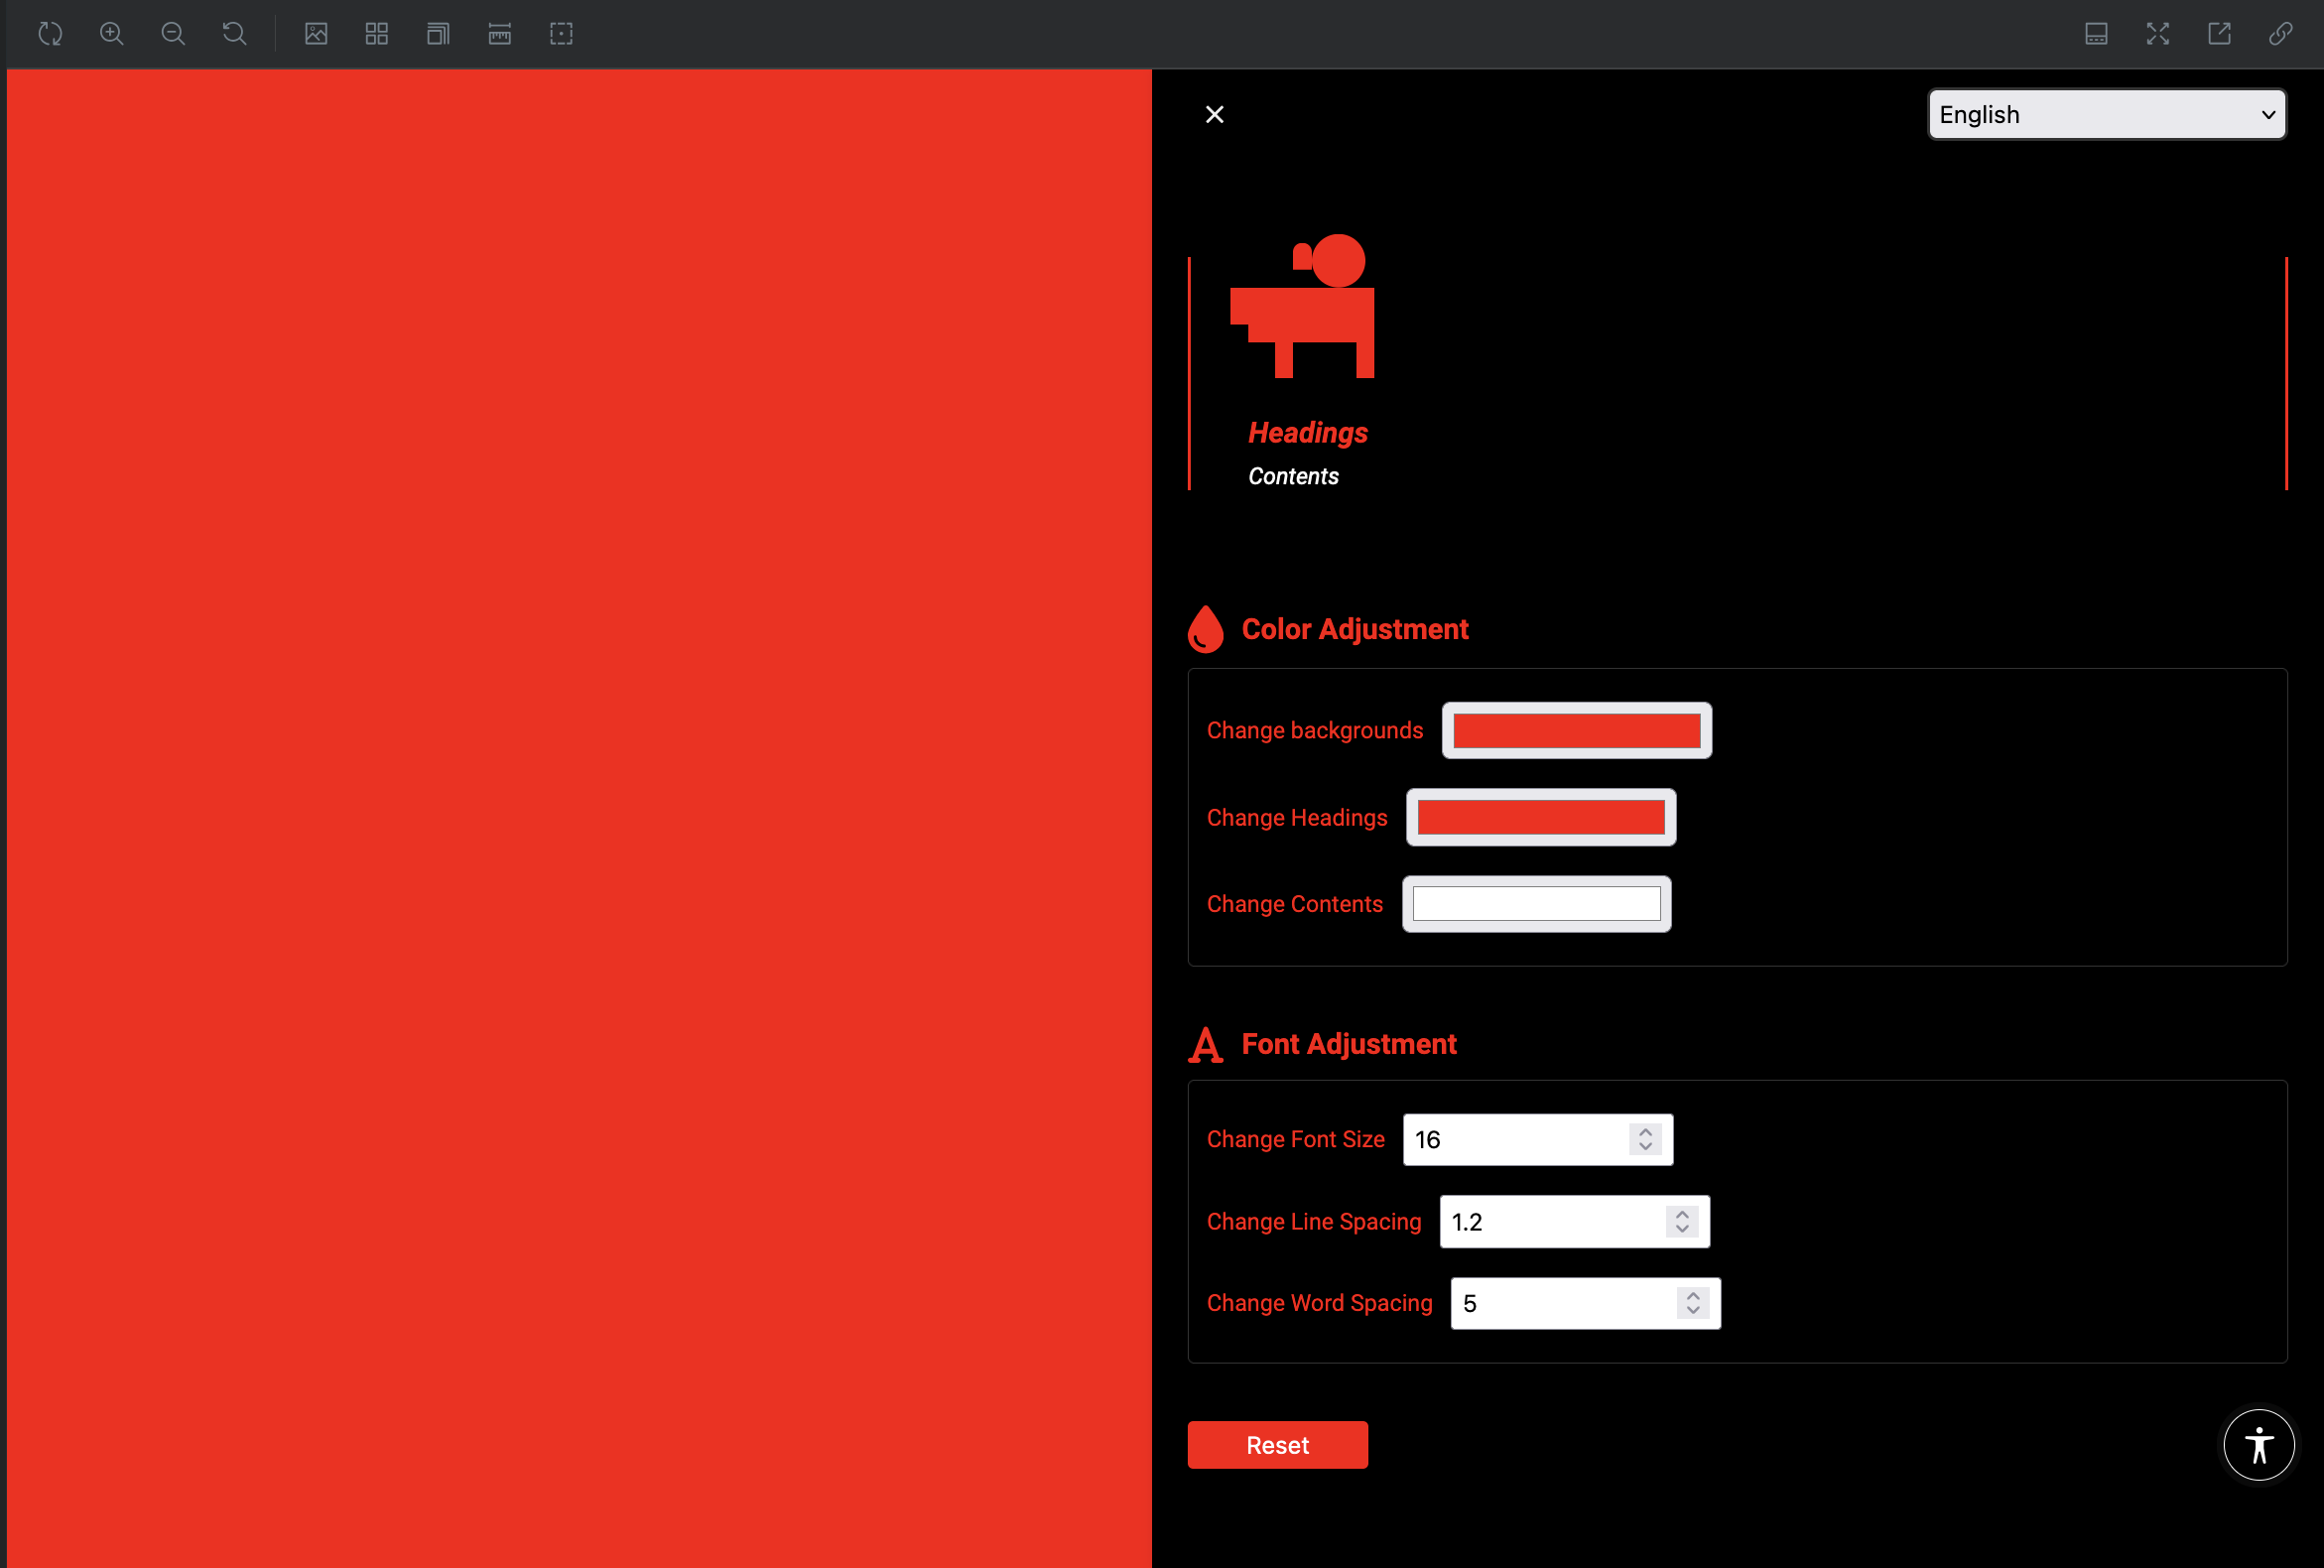 English
Headings
Contents
Color Adjustment
Change backgrounds
Change Headings
Change Contents
Font Adjustment
Change Font Size 16
Change Line Spacing 1.2
Change Word Spacing 5
Reset